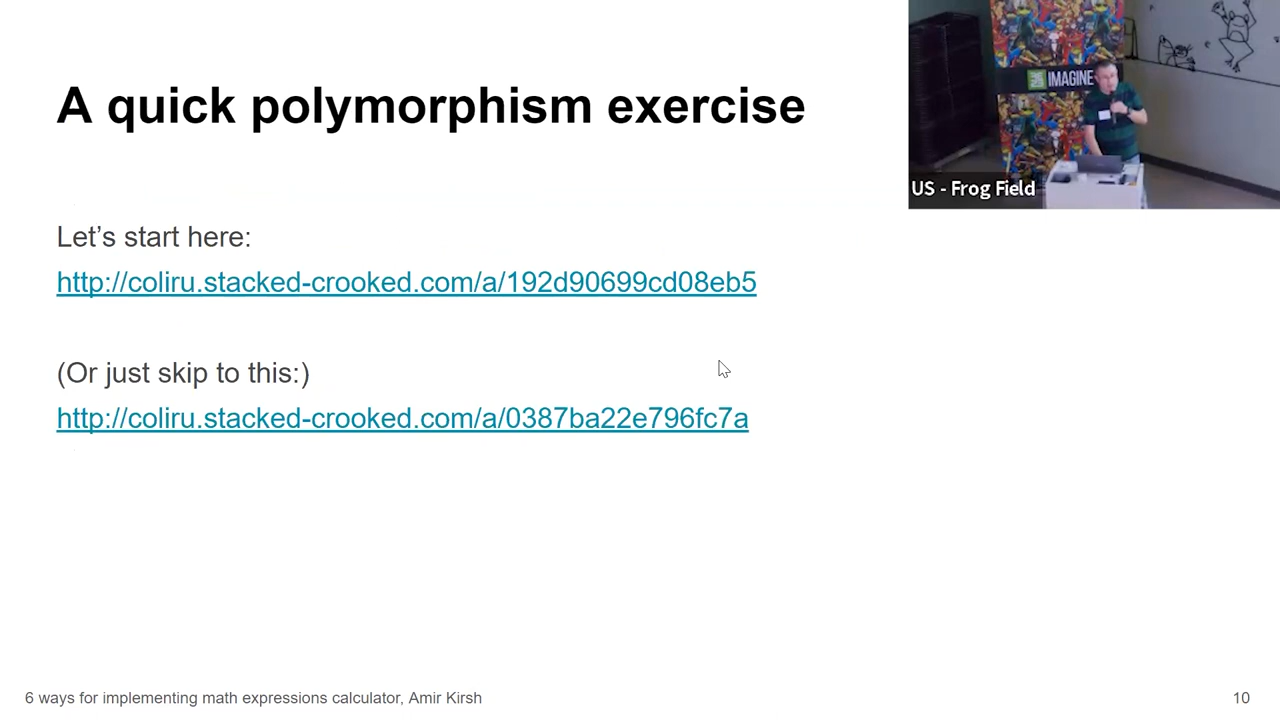 A quick polymorphism exercise
IMAGINE
US - Frog Field
Let’s start here:
http://coliru.stacked-crooked.com/a/192d90699cd08eb5
(Or just skip to this:)
http://coliru.stacked-crooked.com/a/0387ba22e796fc7a
6 ways for implementing math expressions calculator, Amir Kirsh
10